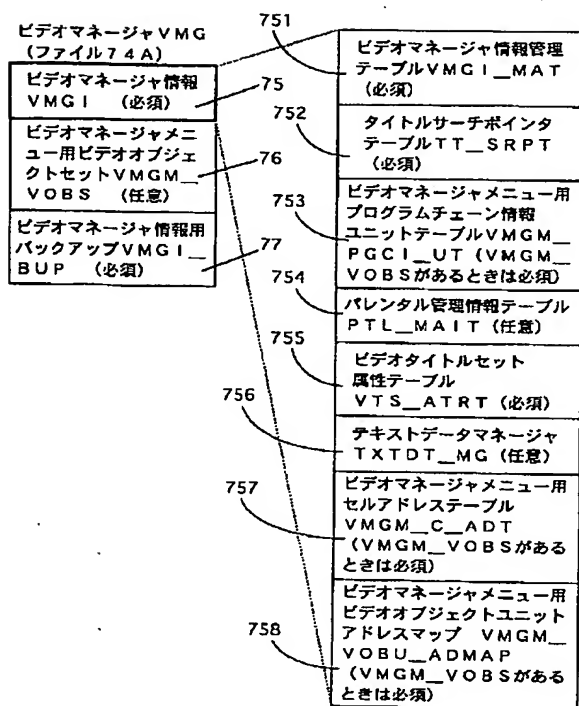 ビデオマネージャVMG
(ファイル74A)
ビデオマネージャ情報
VMGI (必須)
75
ビデオマネージャメニ
ュー用ビデオオブジェ
クトセットVMGM_
VOBS (任意)
76
ビデオマネージャ情報用
バックアップVMGI_
BUP (必須)
77
751
ビデオマネージャ情報管理
テーブルVMGI_MAT
(必須)
752
タイトルサーチポインタ
テーブルTT_SRPT
(必須)
753
ビデオマネージャメニュー用
プログラムチェーン情報
ユニットテーブルVMGM_
PGCI_UT (VMGM_
VOBSがあるときは必須)
754
パレンタル管理情報テーブル
PTL_MAIT (任意)
755
ビデオタイトルセット
属性テーブル
VTS_ATRT (必須)
756
テキストデータマネージャ
TXTDT_MG (任意)
757
ビデオマネージャメニュー用
セルアドレステーブル
VMGM_C_ADT
(VMGM_VOBSがある
ときは必須)
758
ビデオマネージャメニュー用
ビデオオブジェクトユニット
アドレスマップ VMGM_
VOBU_ADMAP
(VMGM_VOBSがある
ときは必須)